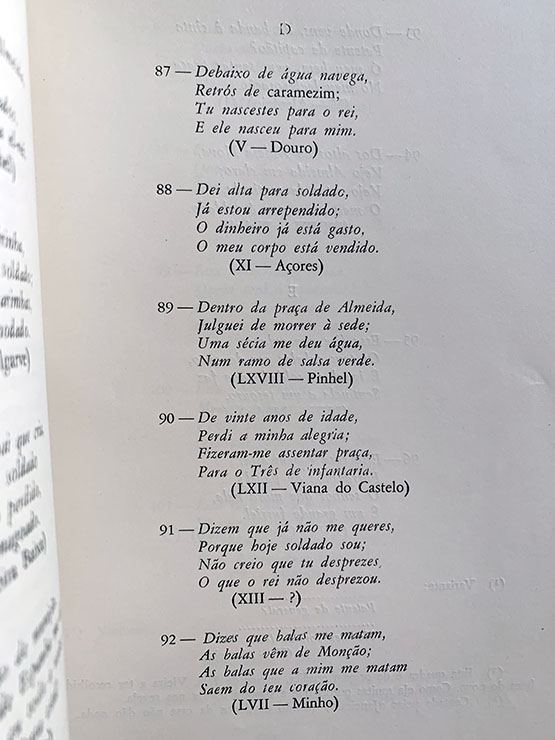 D
87 — Debaixo de água navega,
Retrós de caramezim;
Tu nascestes para o rei,
E ele nasceu para mim.
(V — Douro)
88 — Dei alta para soldado,
Já estou arrependido;
O dinheiro já está gasto,
O meu corpo está vendido.
(XI — Açores)
89 — Dentro da praça de Almeida,
Julguei de morrer à sede;
Uma sécia me deu água,
Num ramo de salsa verde.
(LXVIII — Pinhel)
90 — De vinte anos de idade,
Perdi a minha alegria;
Fizeram-me assentar praça,
Para o Três de infantaria.
(LXII — Viana do Castelo)
91 — Dizem que já não me queres,
Porque hoje soldado sou;
Não creio que tu desprezes,
O que o rei não desprezou.
(XIII — ?)
92 — Dizes que balas me matam,
As balas vêm de Monção;
As balas que a mim me matam
Saem do teu coração.
(LVII — Minho)